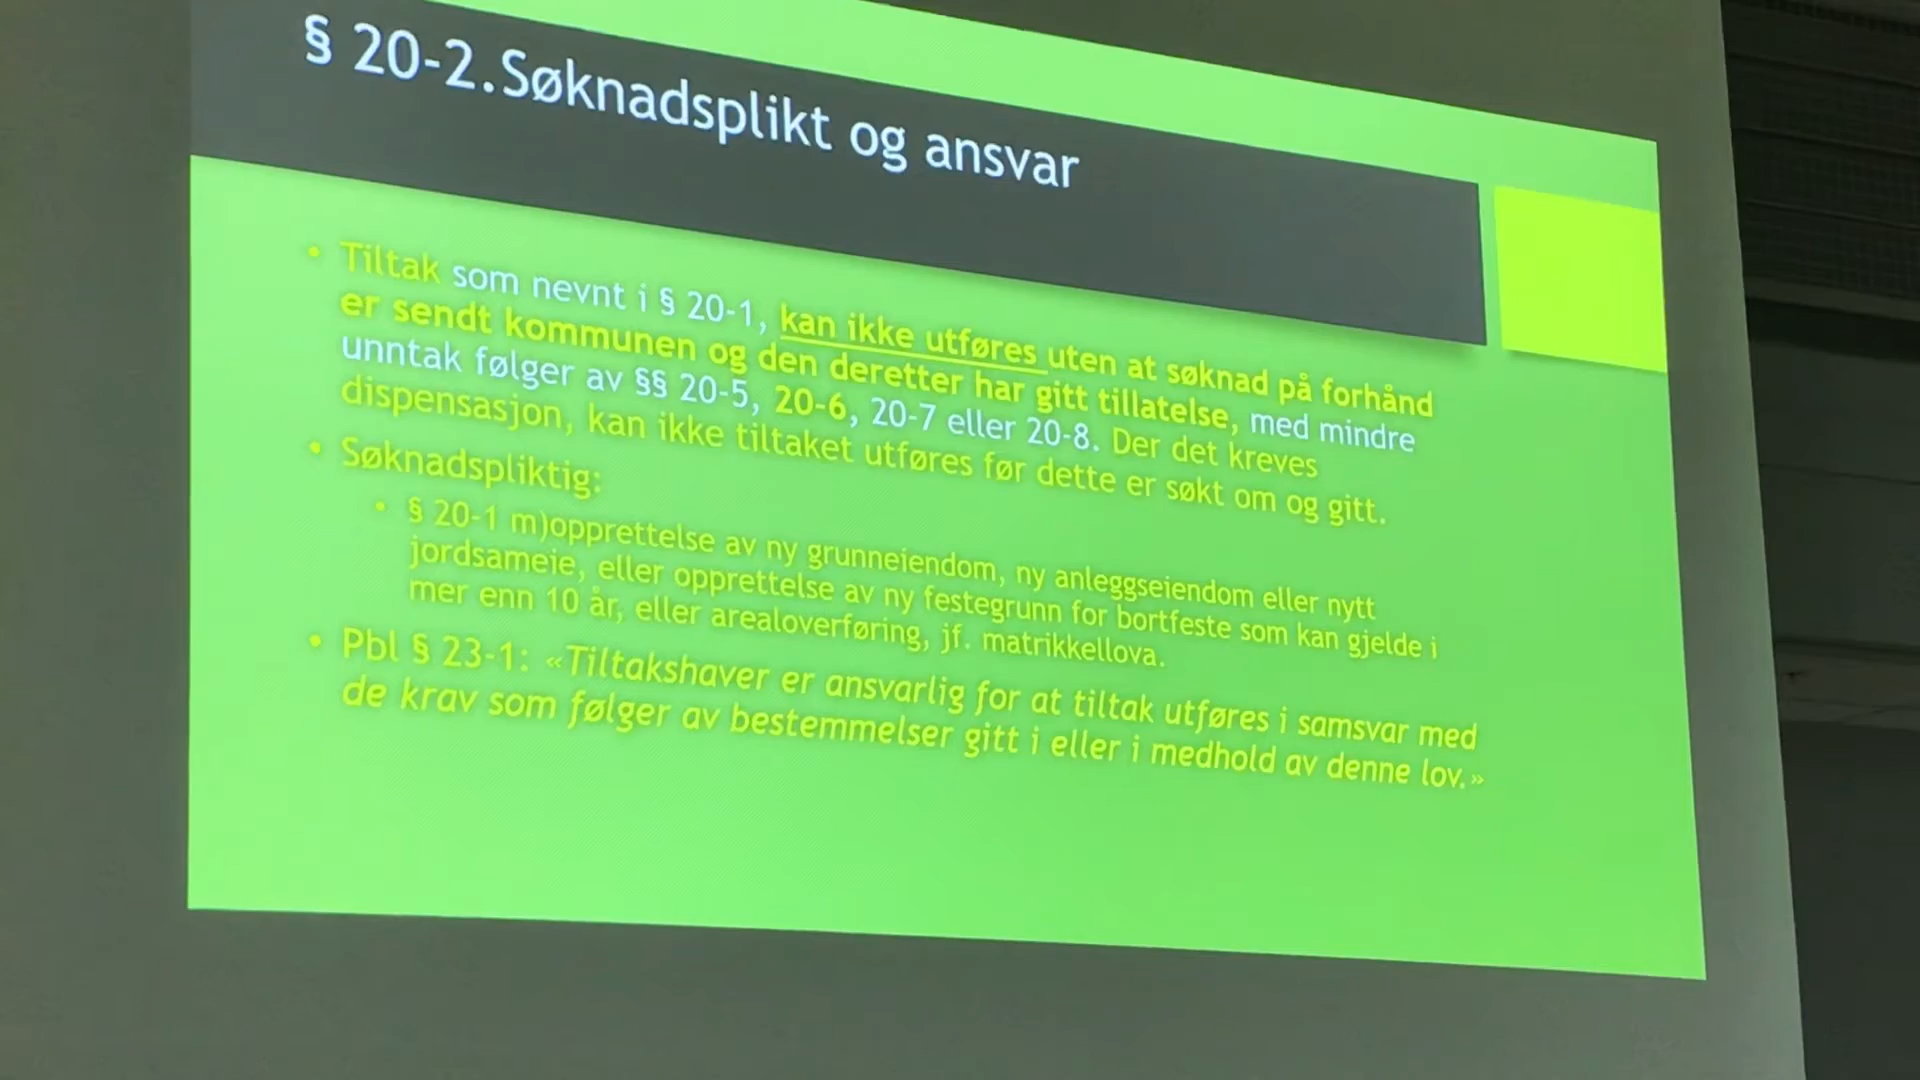 § 20-2.Søknadsplikt og ansvar
• Tiltak som nevnt i § 20-1, kan ikke utføres uten at søknad på forhånd
er sendt kommunen og den deretter har gitt tillatelse, med mindre
unntak følger av §§ 20-5, 20-6, 20-7 eller 20-8. Der det kreves
dispensasjon, kan ikke tiltaket utføres før dette er søkt om og gitt.
• Søknadspliktig:
• § 20-1 m)opprettelse av ny grunneiendom, ny anleggseiendom eller nytt
jordsameie, eller opprettelse av ny festegrunn for bortfeste som kan gjelde i
mer enn 10 år, eller arealoverføring, jf. matrikkellova.
• Pbl § 23-1: «Tiltakshaver er ansvarlig for at tiltak utføres i samsvar med
de krav som følger av bestemmelser gitt i eller i medhold av denne lov.»